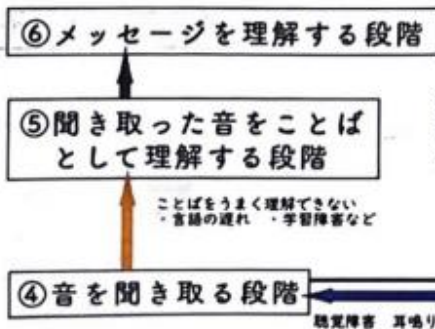 ⑥メッセージを理解する段階
⑤聞き取った音をことば
として理解する段階
ことばをうまく理解できない
・言語の遅れ ・学習障害など
④音を聞き取る段階
聴覚障害 耳鳴り